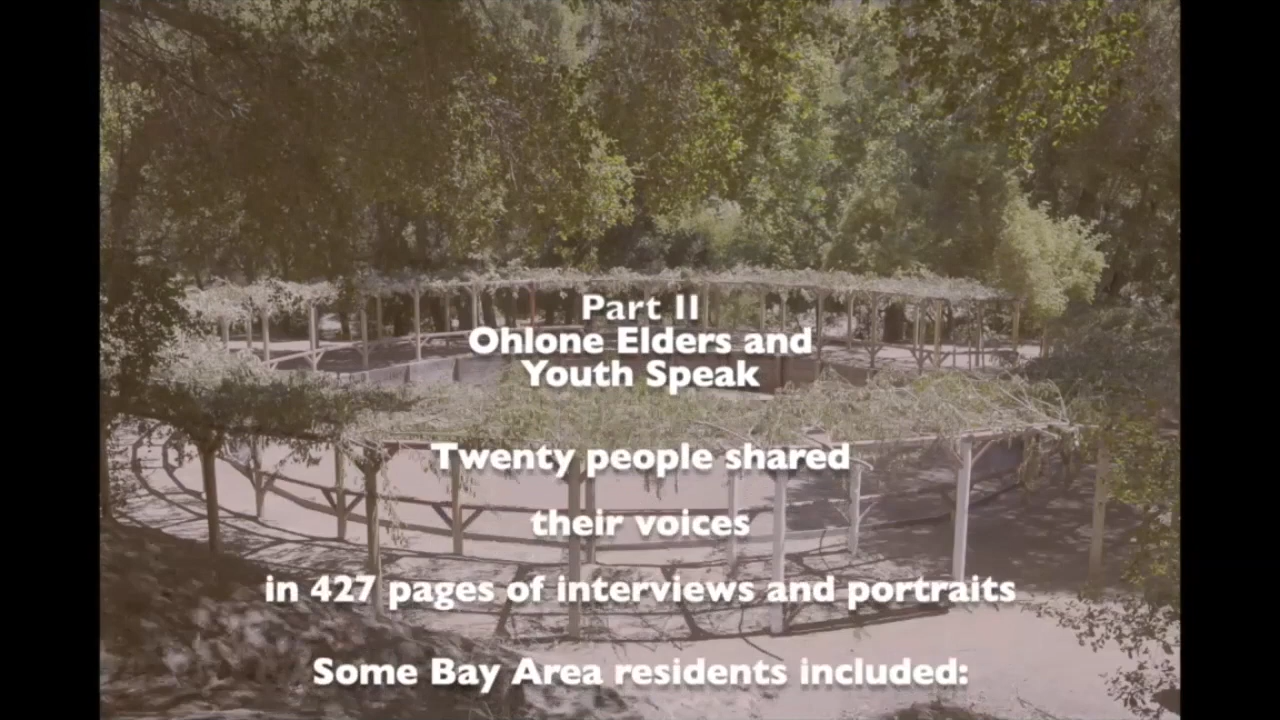 Part II
Ohlone Elders and
Youth Speak
Twenty people shared
their voices
in 427 pages of interviews and portraits
Some Bay Area residents included: